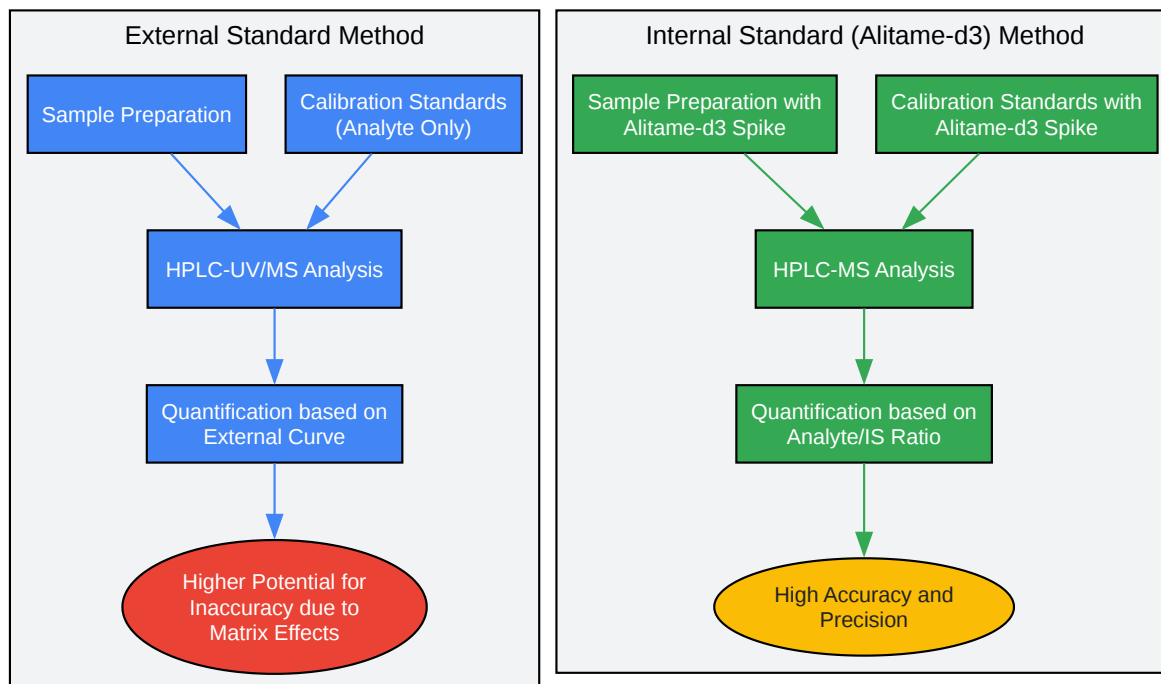 External Standard Method
Sample Preparation
Calibration Standards
(Analyte Only)
HPLC-UV/MS Analysis
Quantification based on
External Curve
Higher Potential for
Inaccuracy due to
Matrix Effects
Internal Standard (Alitame-d3) Method
Sample Preparation with
Alitame-d3 Spike
Calibration Standards with
Alitame-d3 Spike
HPLC-MS Analysis
Quantification based on
Analyte/IS Ratio
High Accuracy and
Precision